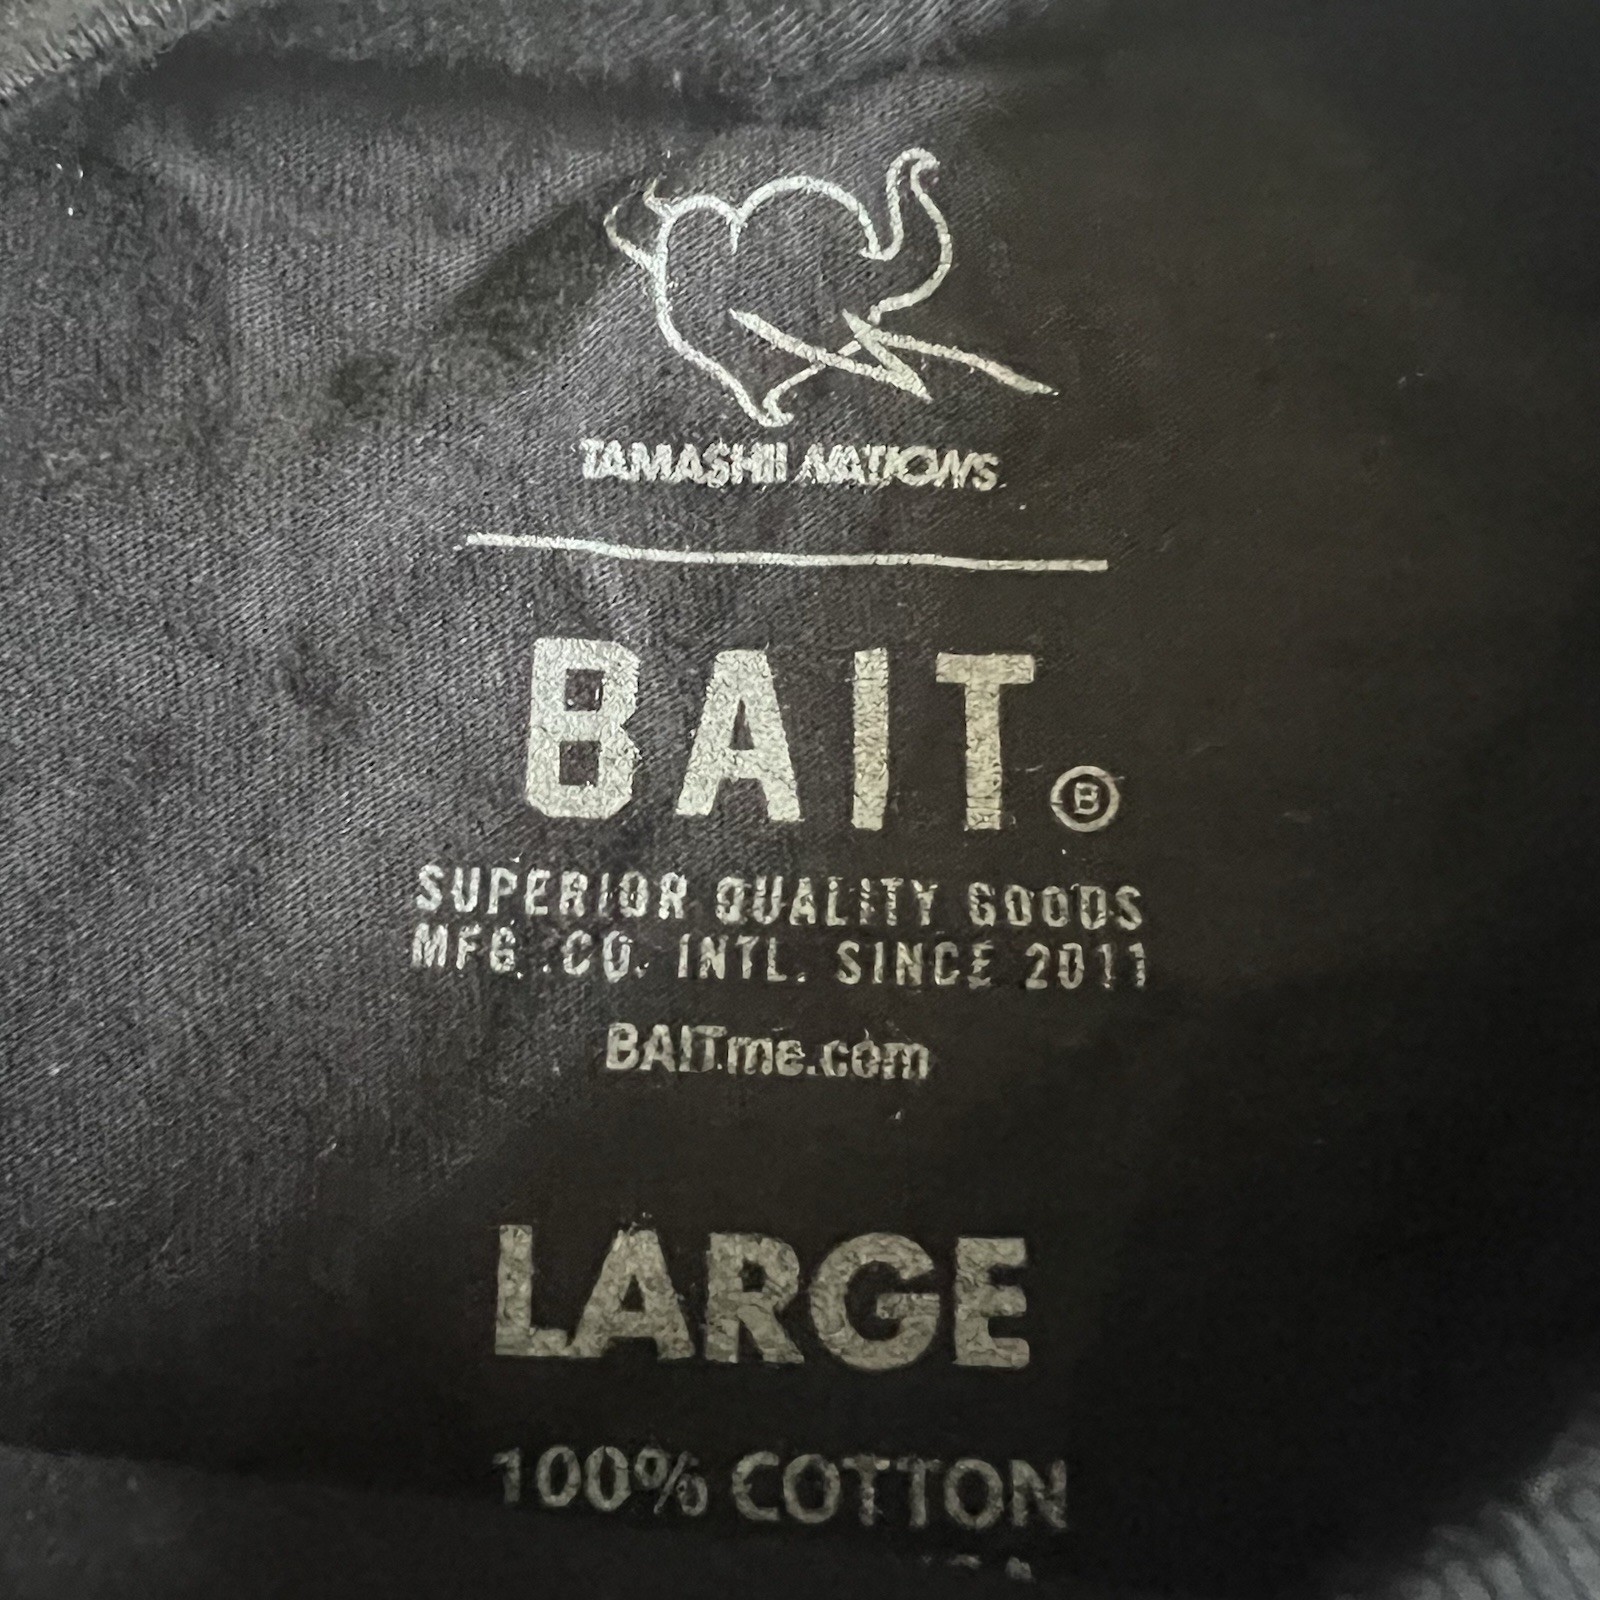 TAMASHII NATIONS
BAIT B
SUPERIOR QUALITY GOODS
MFG. CO. INTL. SINCE 2011
BAITme.com
LARGE
100% COTTON